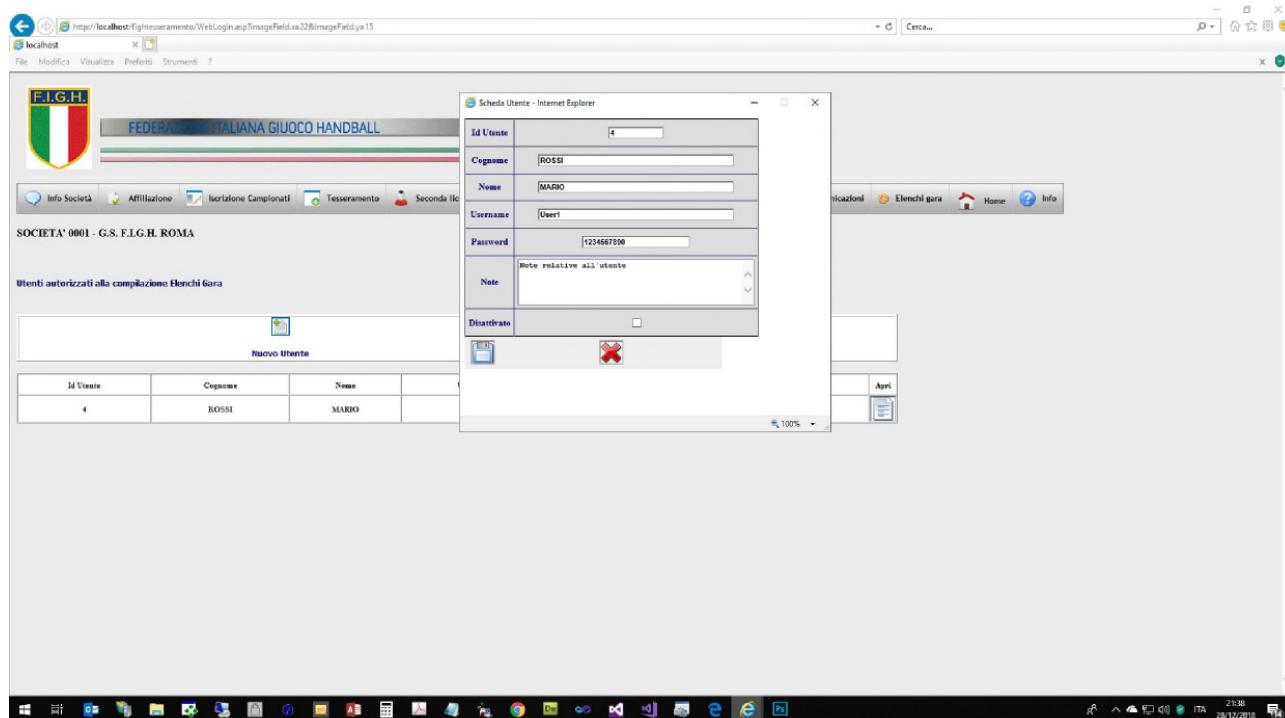 http://localhost/fightesseramento/WebLogin.asp?imageField.x=22&imageField.y=15
Cerca...
localhost
File Modifica Visualizza Preferiti Strumenti ?
F.I.G.H.
FEDERAZIONE ITALIANA GIUOCO HANDBALL
Info Società Affiliazione Iscrizione Campionati Tesseramento Seconda lic
nicazioni Elenchi gara Home Info
SOCIETA' 0001 - G.S. F.I.G.H. ROMA
Utenti autorizzati alla compilazione Elenchi Gara
Nuovo Utente
Id Utente Cognome Nome Apri
4 ROSSI MARIO
Scheda Utente - Internet Explorer
Id Utente 4
Cognome ROSSI
Nome MARIO
Username User1
Password 1234567890
Note Note relative all'utente
Disattivato
100%
ITA 21:38
28/12/2018